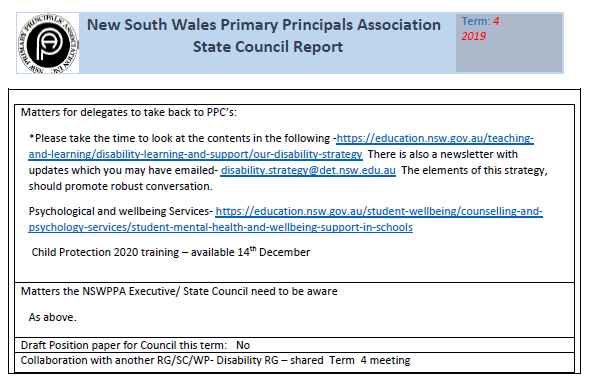 New South Wales Primary Principals Association
State Council Report
Term: 4
2019
NSW PRIMARY PRINCIPALS ASSOCIATION INC
PPA
Matters for delegates to take back to PPC's:
*Please take the time to look at the contents in the following -https://education.nsw.gov.au/teaching-
and-learning/disability-learning-and-support/our-disability-strategy There is also a newsletter with
updates which you may have emailed- disability.strategy@det.nsw.edu.au The elements of this strategy,
should promote robust conversation.
Psychological and wellbeing Services- https://education.nsw.gov.au/student-wellbeing/counselling-and-
psychology-services/student-mental-health-and-wellbeing-support-in-schools
Child Protection 2020 training – available 14th December
Matters the NSWPPA Executive/ State Council need to be aware
As above.
Draft Position paper for Council this term: No
Collaboration with another RG/SC/WP- Disability RG – shared Term 4 meeting